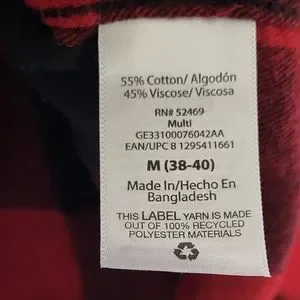 55% Cotton/ Algodón
45% Viscose/ Viscosa
RN# 52469
Multi
GE33100076042AA
EAN/UPC 8 1295411661
M (38-40)
Made In/Hecho En
Bangladesh
THIS LABEL YARN IS MADE
OUT OF 100% RECYCLED
POLYESTER MATERIALS